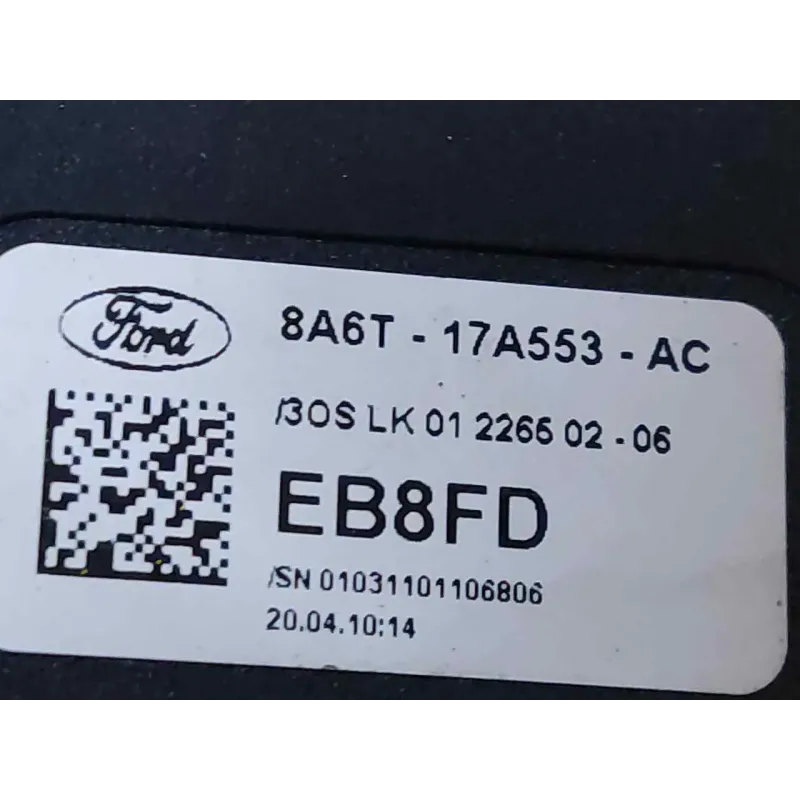 Ford
8A6T - 17A553 - AC
/3OS LK 01 2266 02 - 06
EB8FD
/SN 01031101106806
20.04.10;14